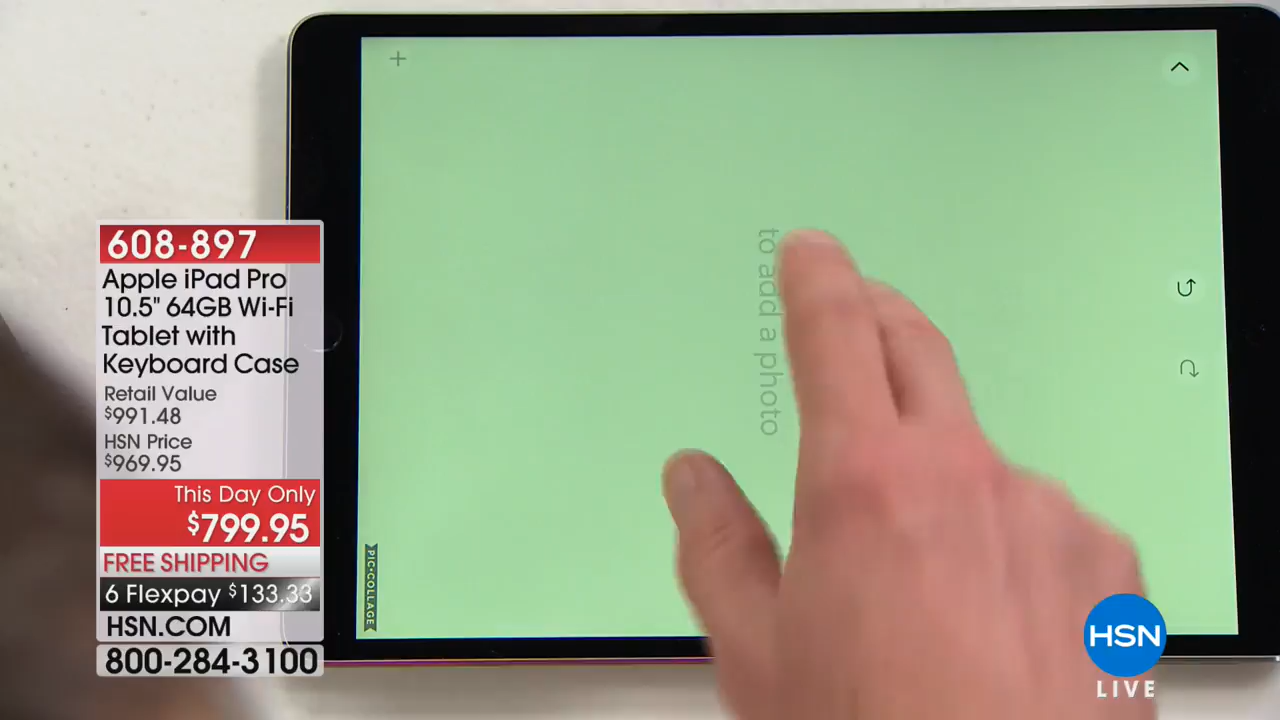 608-897
Apple iPad Pro
10.5" 64GB Wi-Fi
Tablet with
Keyboard Case
Retail Value
$991.48
HSN Price
$969.95
This Day Only
$799.95
FREE SHIPPING
6 Flexpay $133.33
HSN.COM
800-284-3100
to add a photo
PIC•COLLAGE
HSN
LIVE